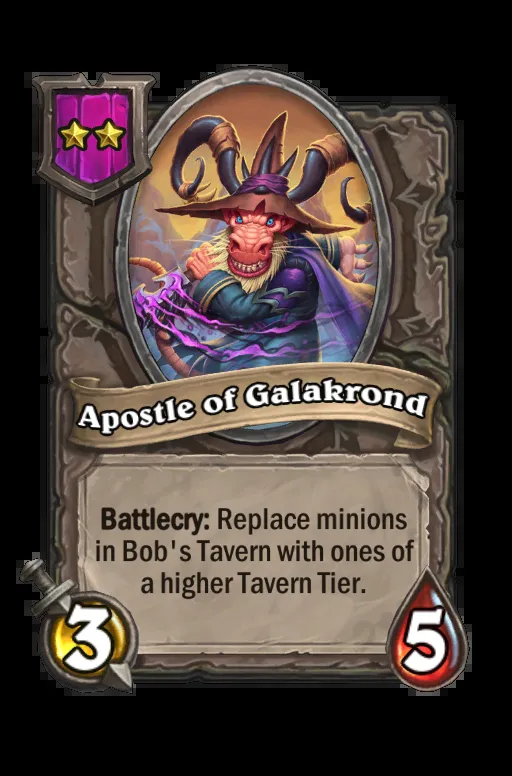 Apostle of Galakrond
Battlecry: Replace minions
in Bob's Tavern with ones of
a higher Tavern Tier.
3
5